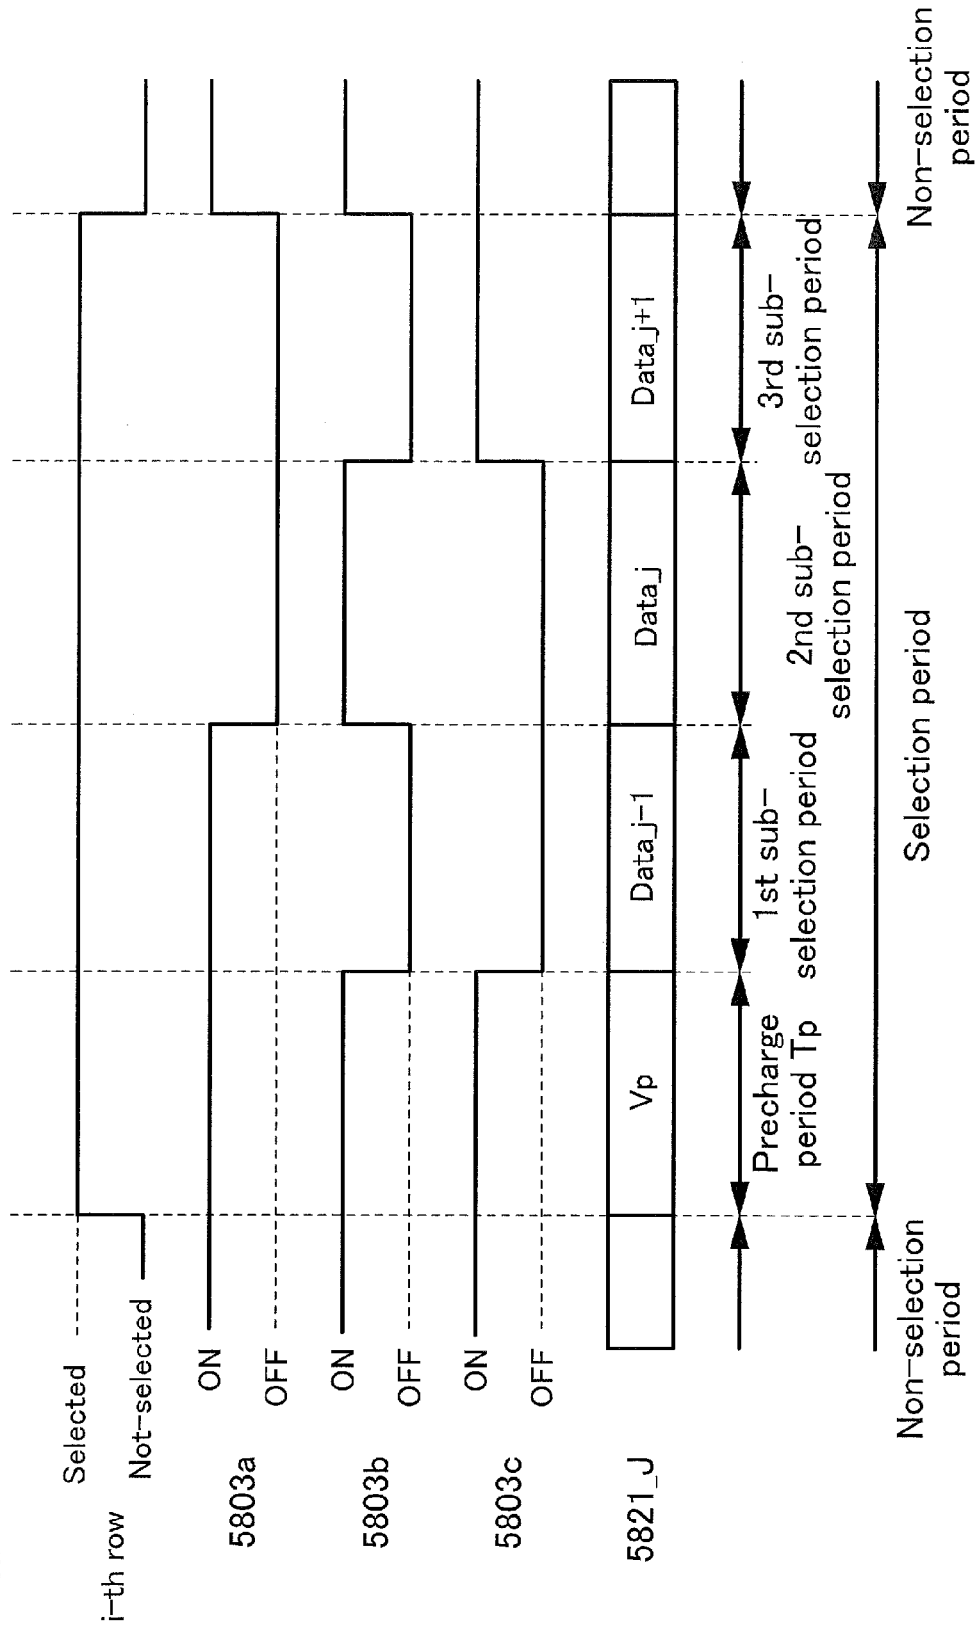 i-th row
Selected
Not-selected
5803a
ON
OFF
5803b
ON
OFF
5803c
ON
OFF
5821_J
Vp
Data_j-1
Data_j
Data_j+1
Precharge
period Tp
1st sub-
selection period
2nd sub-
selection period
3rd sub-
selection period
Non-selection
period
Selection period
Non-selection
period